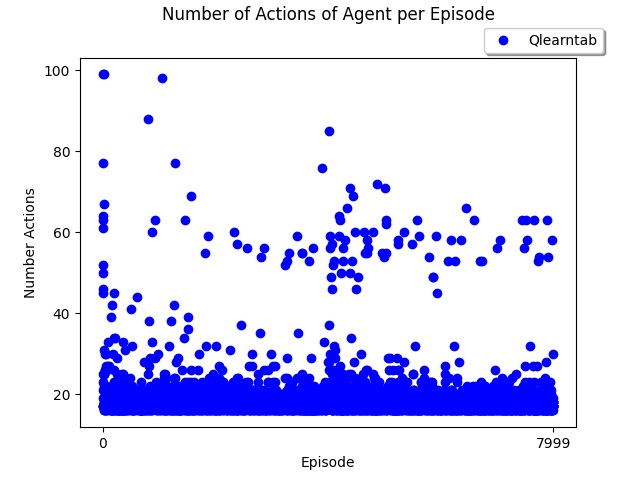 Number of Actions of Agent per Episode
Qlearntab
100
80
60
40
20
Number Actions
0 7999
Episode